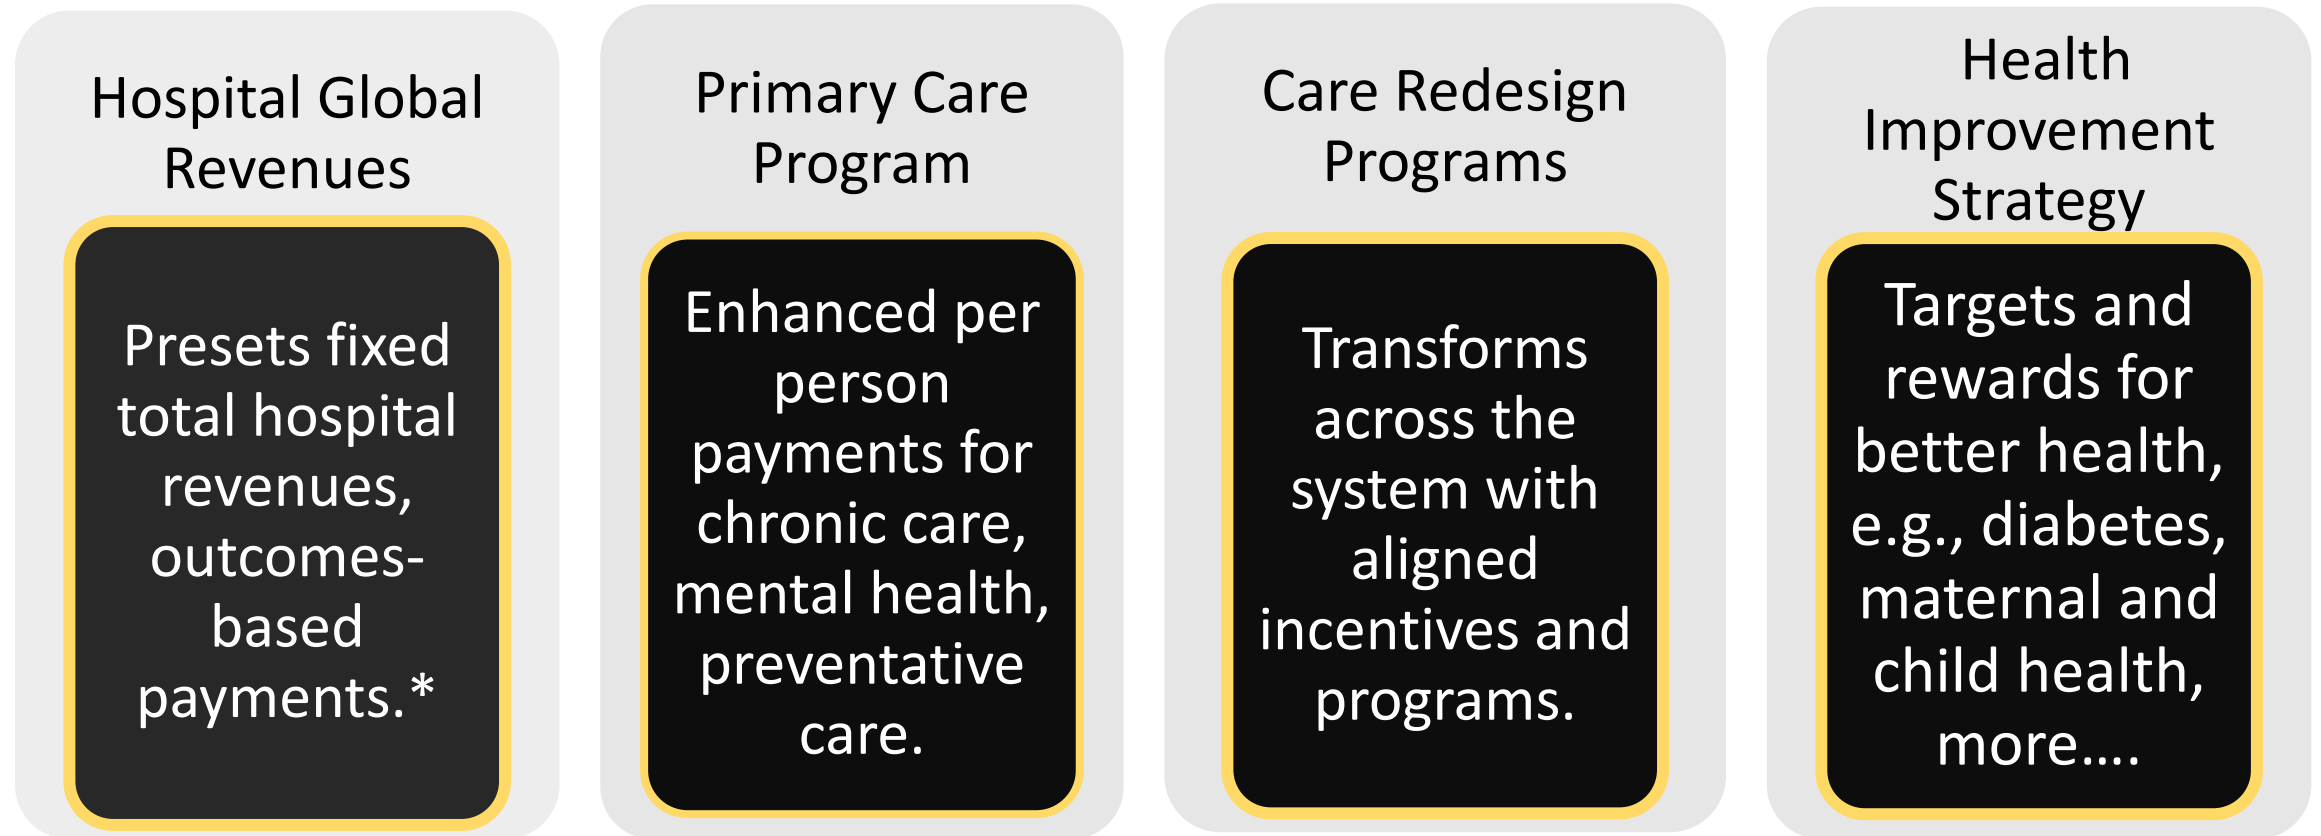 Hospital Global
Revenues
Presets fixed
total hospital
revenues,
outcomes-
based
payments.*
Primary Care
Program
Enhanced per
person
payments for
chronic care,
mental health,
preventative
care.
Care Redesign
Programs
Transforms
across the
system with
aligned
incentives and
programs.
Health
Improvement
Strategy
Targets and
rewards for
better health,
e.g., diabetes,
maternal and
child health,
more....